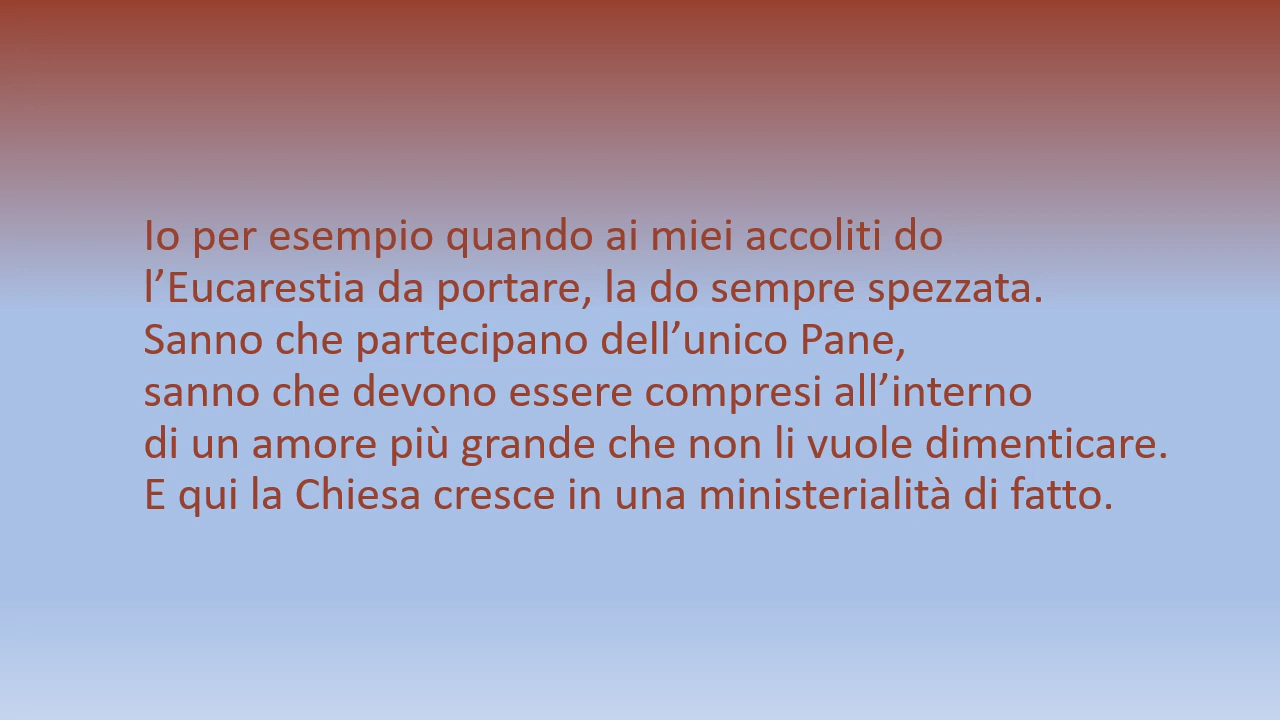 Io per esempio quando ai miei accoliti do
l’Eucarestia da portare, la do sempre spezzata.
Sanno che partecipano dell’unico Pane,
sanno che devono essere compresi all’interno
di un amore più grande che non li vuole dimenticare.
E qui la Chiesa cresce in una ministerialità di fatto.